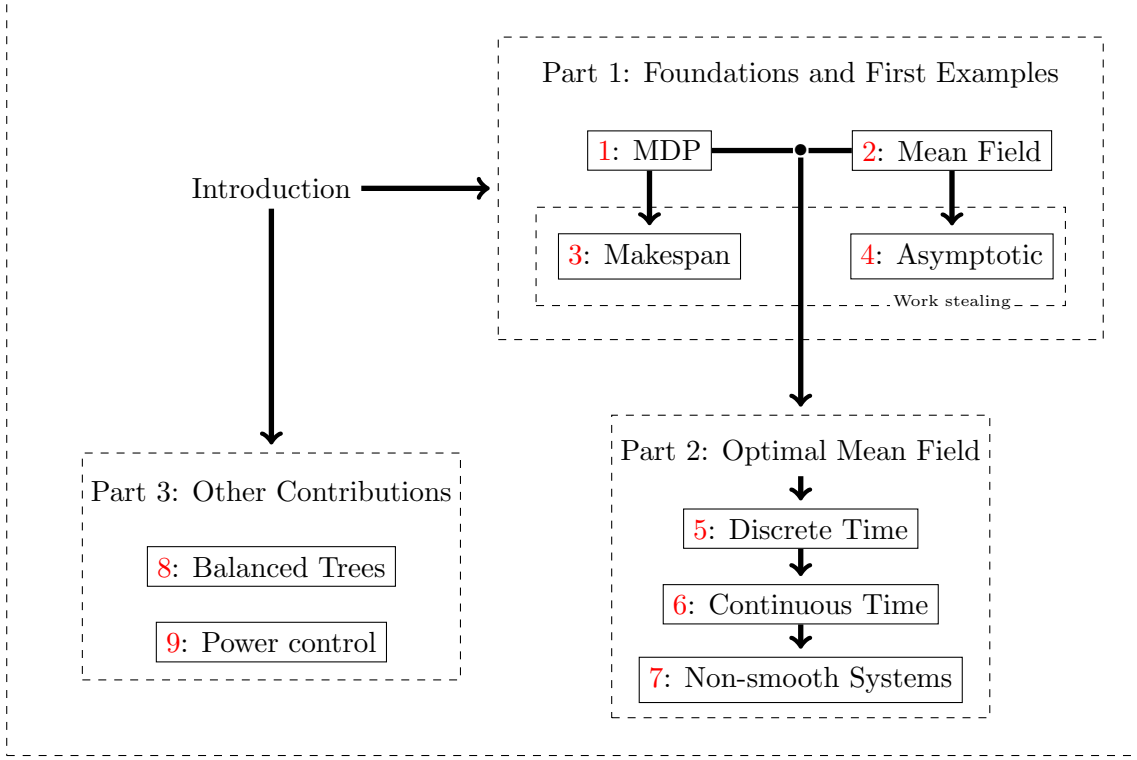 Part 1: Foundations and First Examples
1: MDP
2: Mean Field
Introduction
3: Makespan
4: Asymptotic
Work stealing
Part 2: Optimal Mean Field
5: Discrete Time
6: Continuous Time
7: Non-smooth Systems
Part 3: Other Contributions
8: Balanced Trees
9: Power control